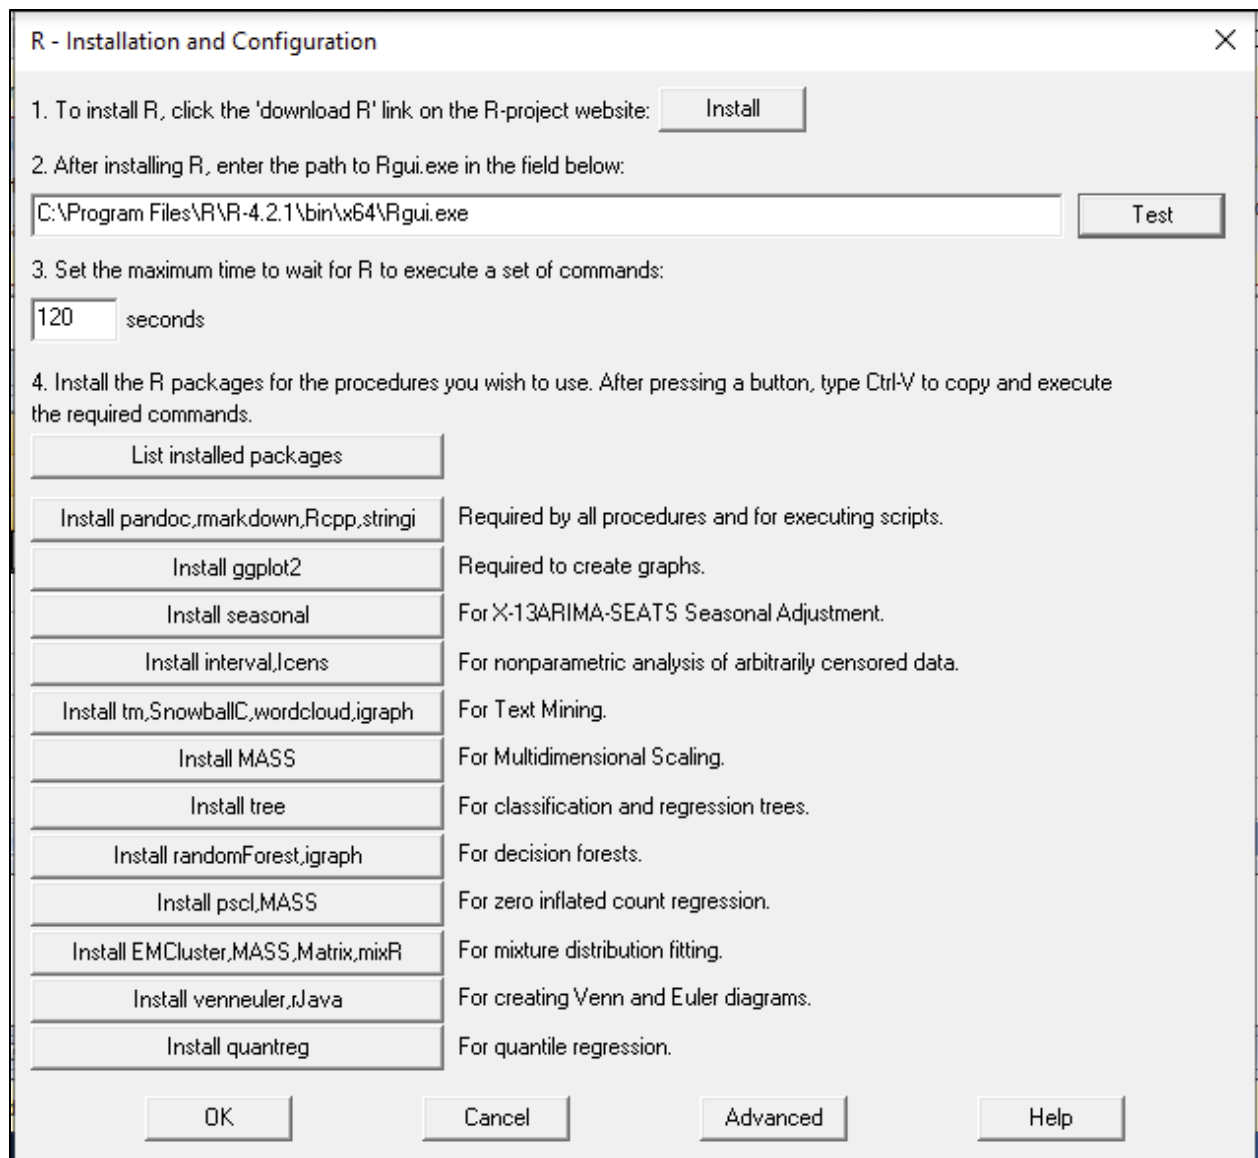 R - Installation and Configuration
1. To install R, click the 'download R' link on the R-project website: Install
2. After installing R, enter the path to Rgui.exe in the field below:
C:\Program Files\R\R-4.2.1\bin\x64\Rgui.exe Test
3. Set the maximum time to wait for R to execute a set of commands:
120 seconds
4. Install the R packages for the procedures you wish to use. After pressing a button, type Ctrl-V to copy and execute
the required commands.
List installed packages
Install pandoc,rmarkdown,Rcpp,stringi Required by all procedures and for executing scripts.
Install ggplot2 Required to create graphs.
Install seasonal For X-13ARIMA-SEATS Seasonal Adjustment.
Install interval,Icens For nonparametric analysis of arbitrarily censored data.
Install tm,SnowballC,wordcloud,igraph For Text Mining.
Install MASS For Multidimensional Scaling.
Install tree For classification and regression trees.
Install randomForest,igraph For decision forests.
Install pscl,MASS For zero inflated count regression.
Install EMCluster,MASS,Matrix,mixR For mixture distribution fitting.
Install venneuler,rJava For creating Venn and Euler diagrams.
Install quantreg For quantile regression.
OK Cancel Advanced Help